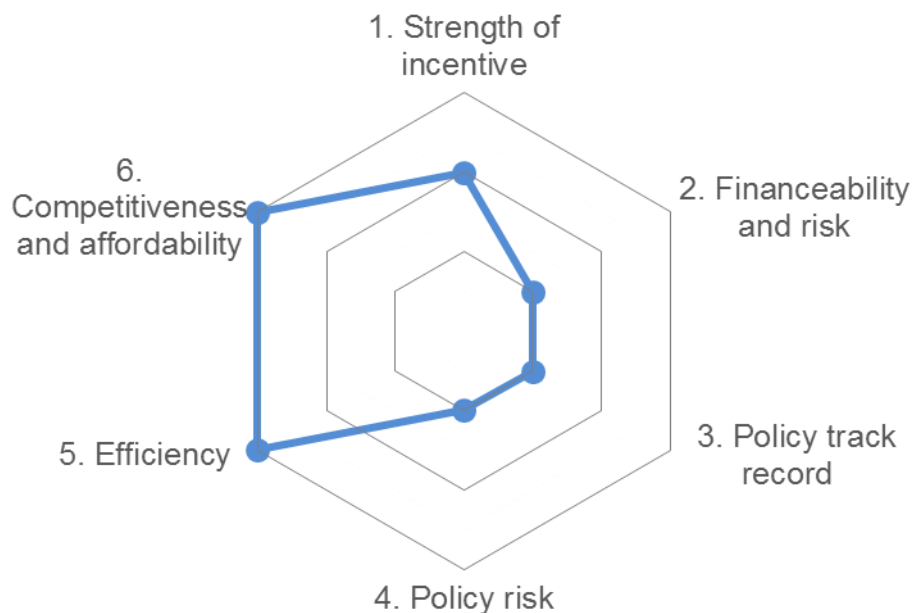 1. Strength of
incentive
2. Financeability
and risk
3. Policy track
record
4. Policy risk
5. Efficiency
6.
Competitiveness
and affordability